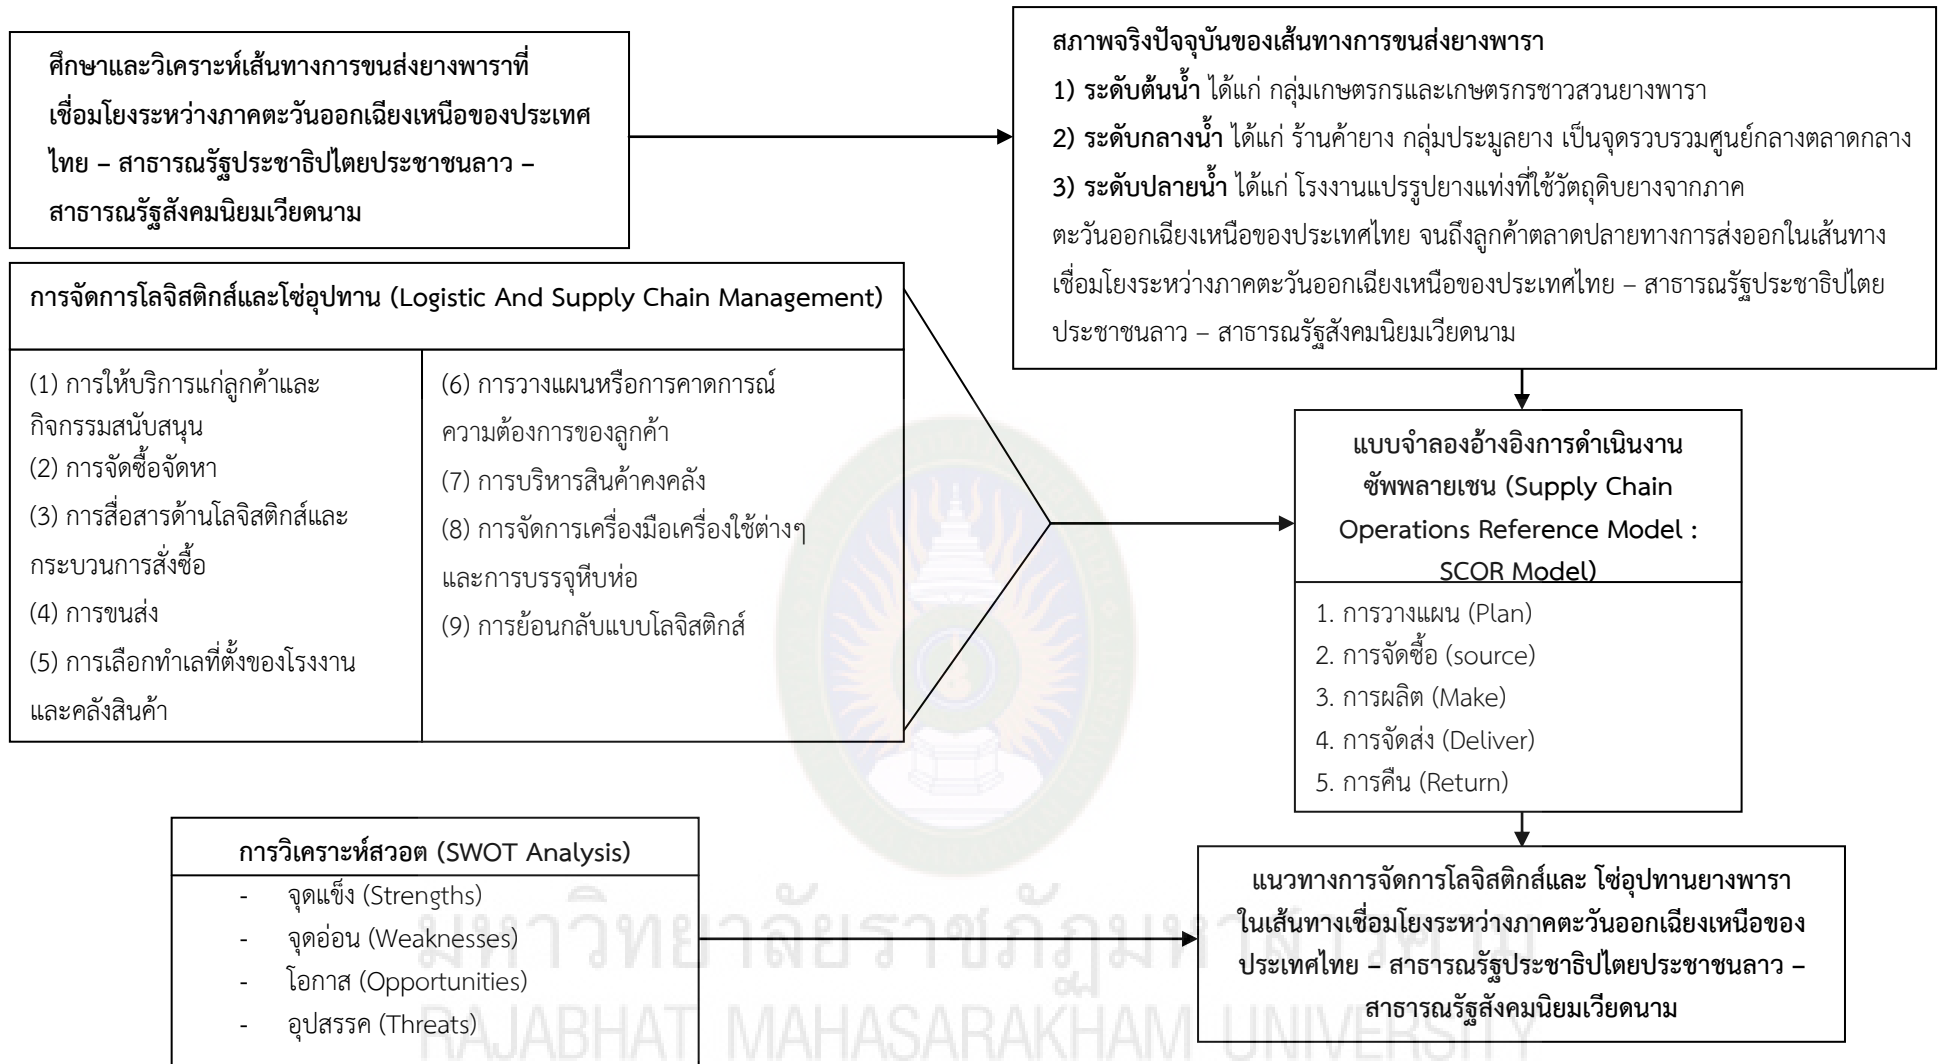 ศึกษาและวิเคราะห์เส้นทางการขนส่งยางพาราที่
เชื่อมโยงระหว่างภาคตะวันออกเฉียงเหนือของประเทศ
ไทย – สาธารณรัฐประชาธิปไตยประชาชนลาว –
สาธารณรัฐสังคมนิยมเวียดนาม
สภาพจริงปัจจุบันของเส้นทางการขนส่งยางพารา
1) ระดับต้นน้ำ ได้แก่ กลุ่มเกษตรกรและเกษตรกรชาวสวนยางพารา
2) ระดับกลางน้ำ ได้แก่ ร้านค้ายาง กลุ่มประมูลยาง เป็นจุดรวบรวมศูนย์กลางตลาดกลาง
3) ระดับปลายน้ำ ได้แก่ โรงงานแปรรูปยางแท่งที่ใช้วัตถุดิบยางจากภาค
ตะวันออกเฉียงเหนือของประเทศไทย จนถึงลูกค้าตลาดปลายทางการส่งออกในเส้นทาง
เชื่อมโยงระหว่างภาคตะวันออกเฉียงเหนือของประเทศไทย – สาธารณรัฐประชาธิปไตย
ประชาชนลาว – สาธารณรัฐสังคมนิยมเวียดนาม
การจัดการโลจิสติกส์และโซ่อุปทาน (Logistic And Supply Chain Management)
(1) การให้บริการแก่ลูกค้าและ
กิจกรรมสนับสนุน
(2) การจัดซื้อจัดหา
(3) การสื่อสารด้านโลจิสติกส์และ
กระบวนการสั่งซื้อ
(4) การขนส่ง
(5) การเลือกทำเลที่ตั้งของโรงงาน
และคลังสินค้า
(6) การวางแผนหรือการคาดการณ์
ความต้องการของลูกค้า
(7) การบริหารสินค้าคงคลัง
(8) การจัดการเครื่องมือเครื่องใช้ต่างๆ
และการบรรจุหีบห่อ
(9) การย้อนกลับแบบโลจิสติกส์
แบบจำลองอ้างอิงการดำเนินงาน
ซัพพลายเชน (Supply Chain
Operations Reference Model :
SCOR Model)
1. การวางแผน (Plan)
2. การจัดซื้อ (source)
3. การผลิต (Make)
4. การจัดส่ง (Deliver)
5. การคืน (Return)
การวิเคราะห์สวอต (SWOT Analysis)
- จุดแข็ง (Strengths)
- จุดอ่อน (Weaknesses)
- โอกาส (Opportunities)
- อุปสรรค (Threats)
แนวทางการจัดการโลจิสติกส์และ โซ่อุปทานยางพารา
ในเส้นทางเชื่อมโยงระหว่างภาคตะวันออกเฉียงเหนือของ
ประเทศไทย – สาธารณรัฐประชาธิปไตยประชาชนลาว –
สาธารณรัฐสังคมนิยมเวียดนาม
มหาวิทยาลัยราชภัฏมหาสารคาม
RAJABHAT MAHASARAKHAM UNIVERSITY